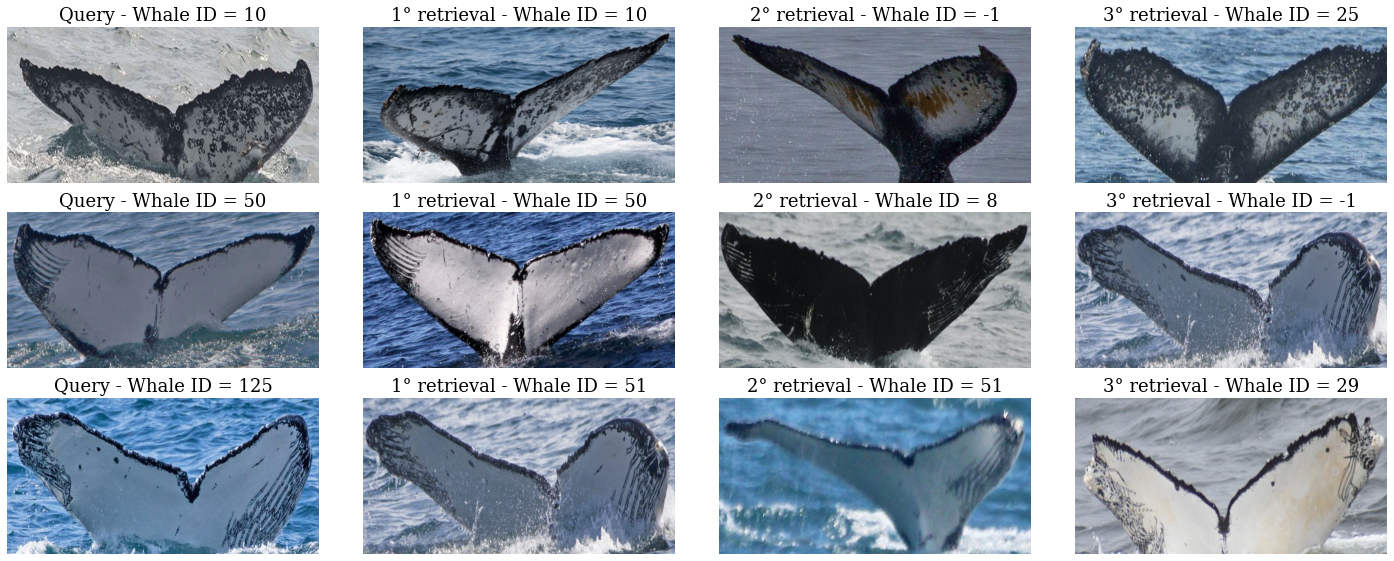 Query - Whale ID = 10
1° retrieval - Whale ID = 10
2° retrieval - Whale ID = -1
3° retrieval - Whale ID = 25
Query - Whale ID = 50
1° retrieval - Whale ID = 50
2° retrieval - Whale ID = 8
3° retrieval - Whale ID = -1
Query - Whale ID = 125
1° retrieval - Whale ID = 51
2° retrieval - Whale ID = 51
3° retrieval - Whale ID = 29